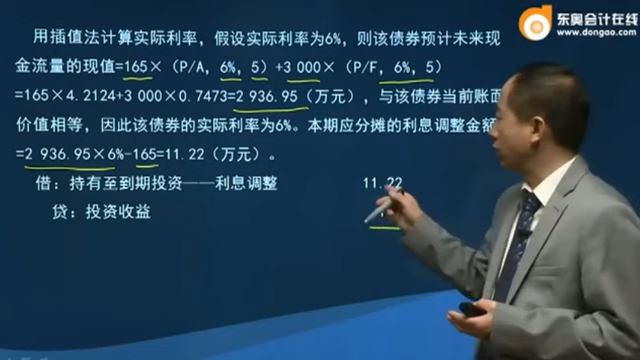 东奥会计在线
www.dongao.com
用插值法计算实际利率，假设实际利率为6%，则该债券预计未来现
金流量的现值=165×（P/A，6%，5）+3 000×（P/F，6%，5）
=165×4.2124+3 000×0.7473=2 936.95（万元），与该债券当前账面
价值相等，因此该债券的实际利率为6%。本期应分摊的利息调整金额
=2 936.95×6%-165=11.22（万元）。
借：持有至到期投资——利息调整 11.22
贷：投资收益